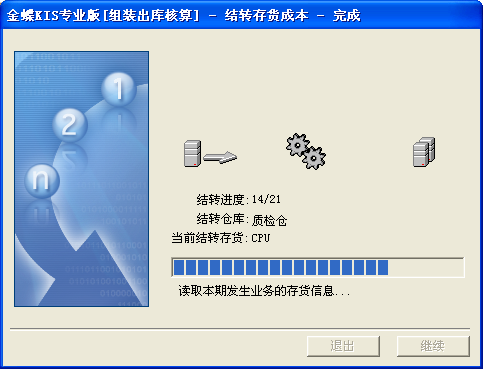 金蝶KIS专业版[组装出库核算] - 结转存货成本 - 完成
1
2
n
结转进度:14/21
结转仓库:质检仓
当前结转存货:CPU
读取本期发生业务的存货信息...
退出
继续